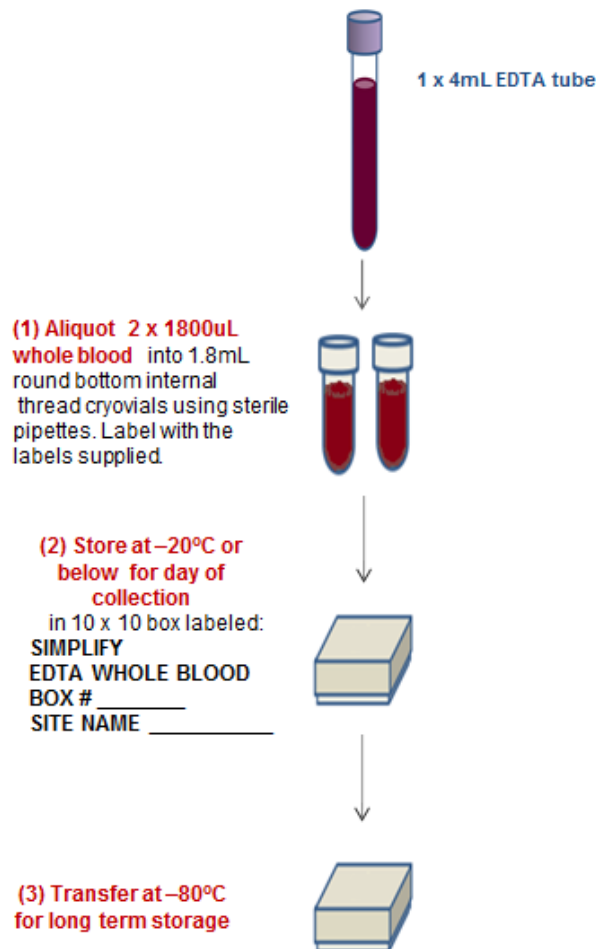 1 x 4mL EDTA tube
(1) Aliquot 2 x 1800uL
whole blood into 1.8mL
round bottom internal
thread cryovials using sterile
pipettes. Label with the
labels supplied.
(2) Store at –20ºC or
below for day of
collection
in 10 x 10 box labeled:
SIMPLIFY
EDTA WHOLE BLOOD
BOX # _______
SITE NAME __________
(3) Transfer at –80ºC
for long term storage